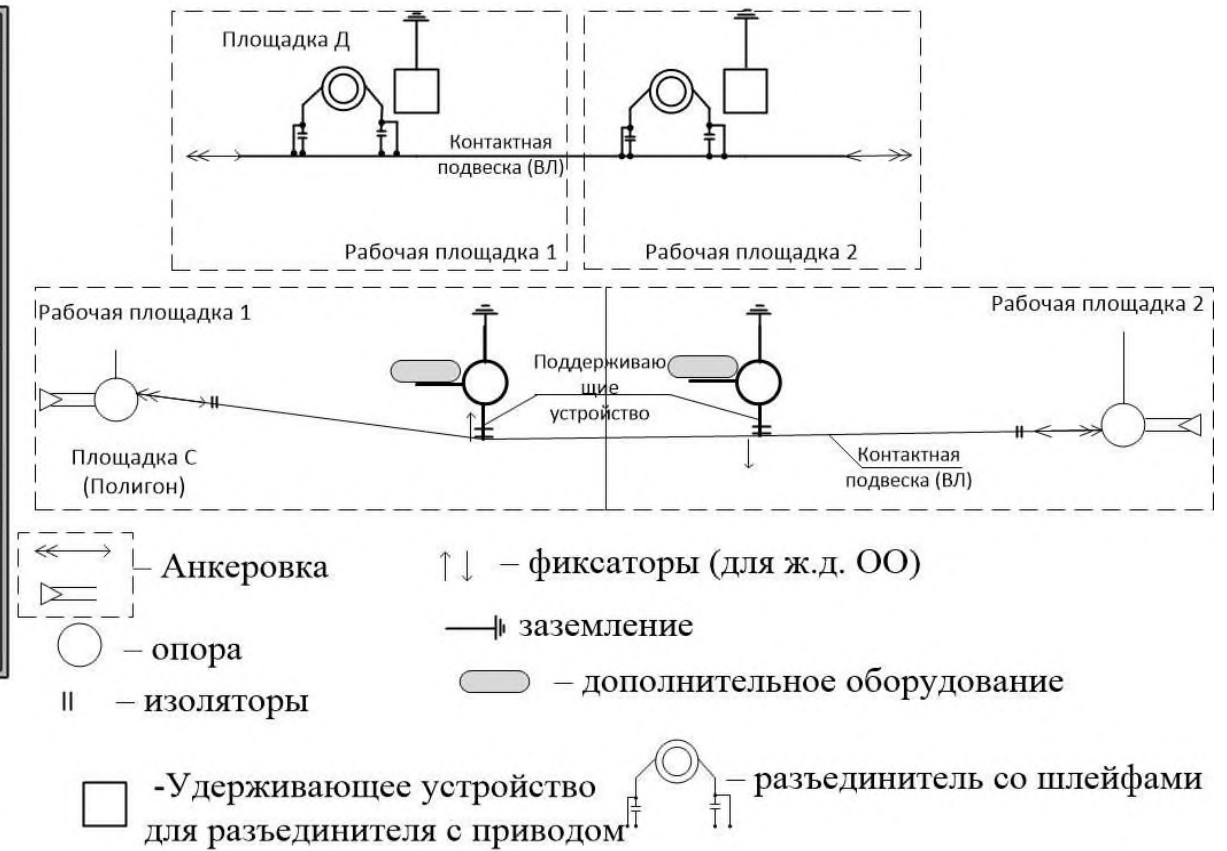 Площадка Д
Контактная
подвеска (ВЛ)
Рабочая площадка 1
Рабочая площадка 2
Рабочая площадка 1
Рабочая площадка 2
Поддерживаю
щие
устройство
Площадка С
(Полигон)
Контактная
подвеска (ВЛ)
– Анкеровка
– фиксаторы (для ж.д. ОО)
– опора
заземление
– изоляторы
– дополнительное оборудование
-Удерживающее устройство
для разъединителя с приводом
– разъединитель со шлейфами